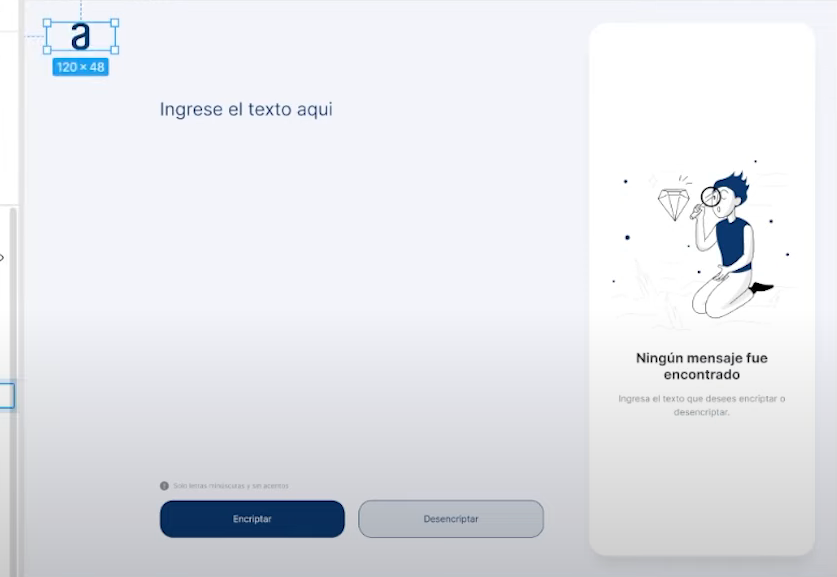 a
120 × 48
Ingrese el texto aqui
Ningún mensaje fue
encontrado
Ingresa el texto que desees encriptar o
desencriptar.
Solo letras minúsculas y sin acentos
Encriptar
Desencriptar